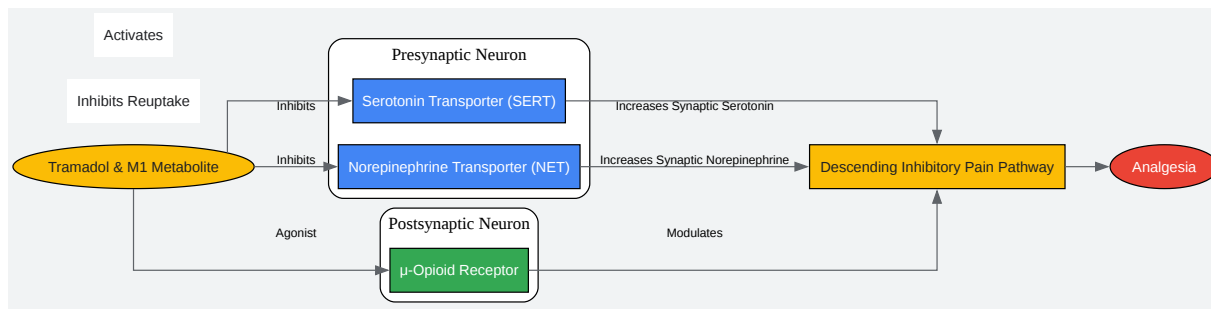 Activates
Presynaptic Neuron
Inhibits Reuptake
Inhibits
Serotonin Transporter (SERT)
Increases Synaptic Serotonin
Tramadol & M1 Metabolite
Inhibits
Norepinephrine Transporter (NET)
Increases Synaptic Norepinephrine
Descending Inhibitory Pain Pathway
Analgesia
Postsynaptic Neuron
Agonist
Modulates
μ-Opioid Receptor